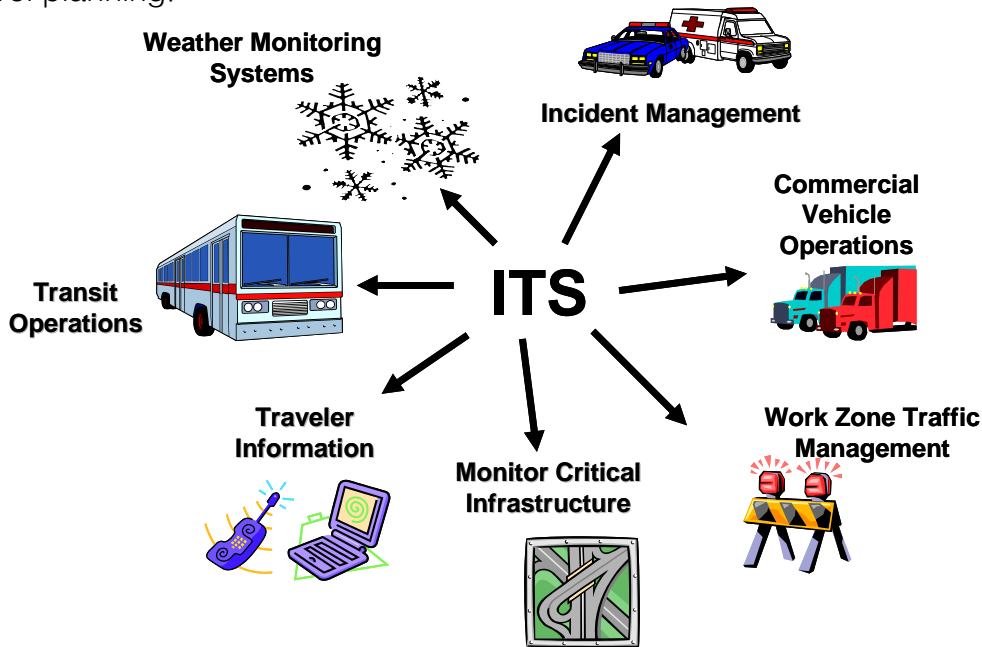 planning.
Weather Monitoring
Systems
Incident Management
Commercial
Vehicle
Operations
ITS
Transit
Operations
Traveler
Information
Monitor Critical
Infrastructure
Work Zone Traffic
Management